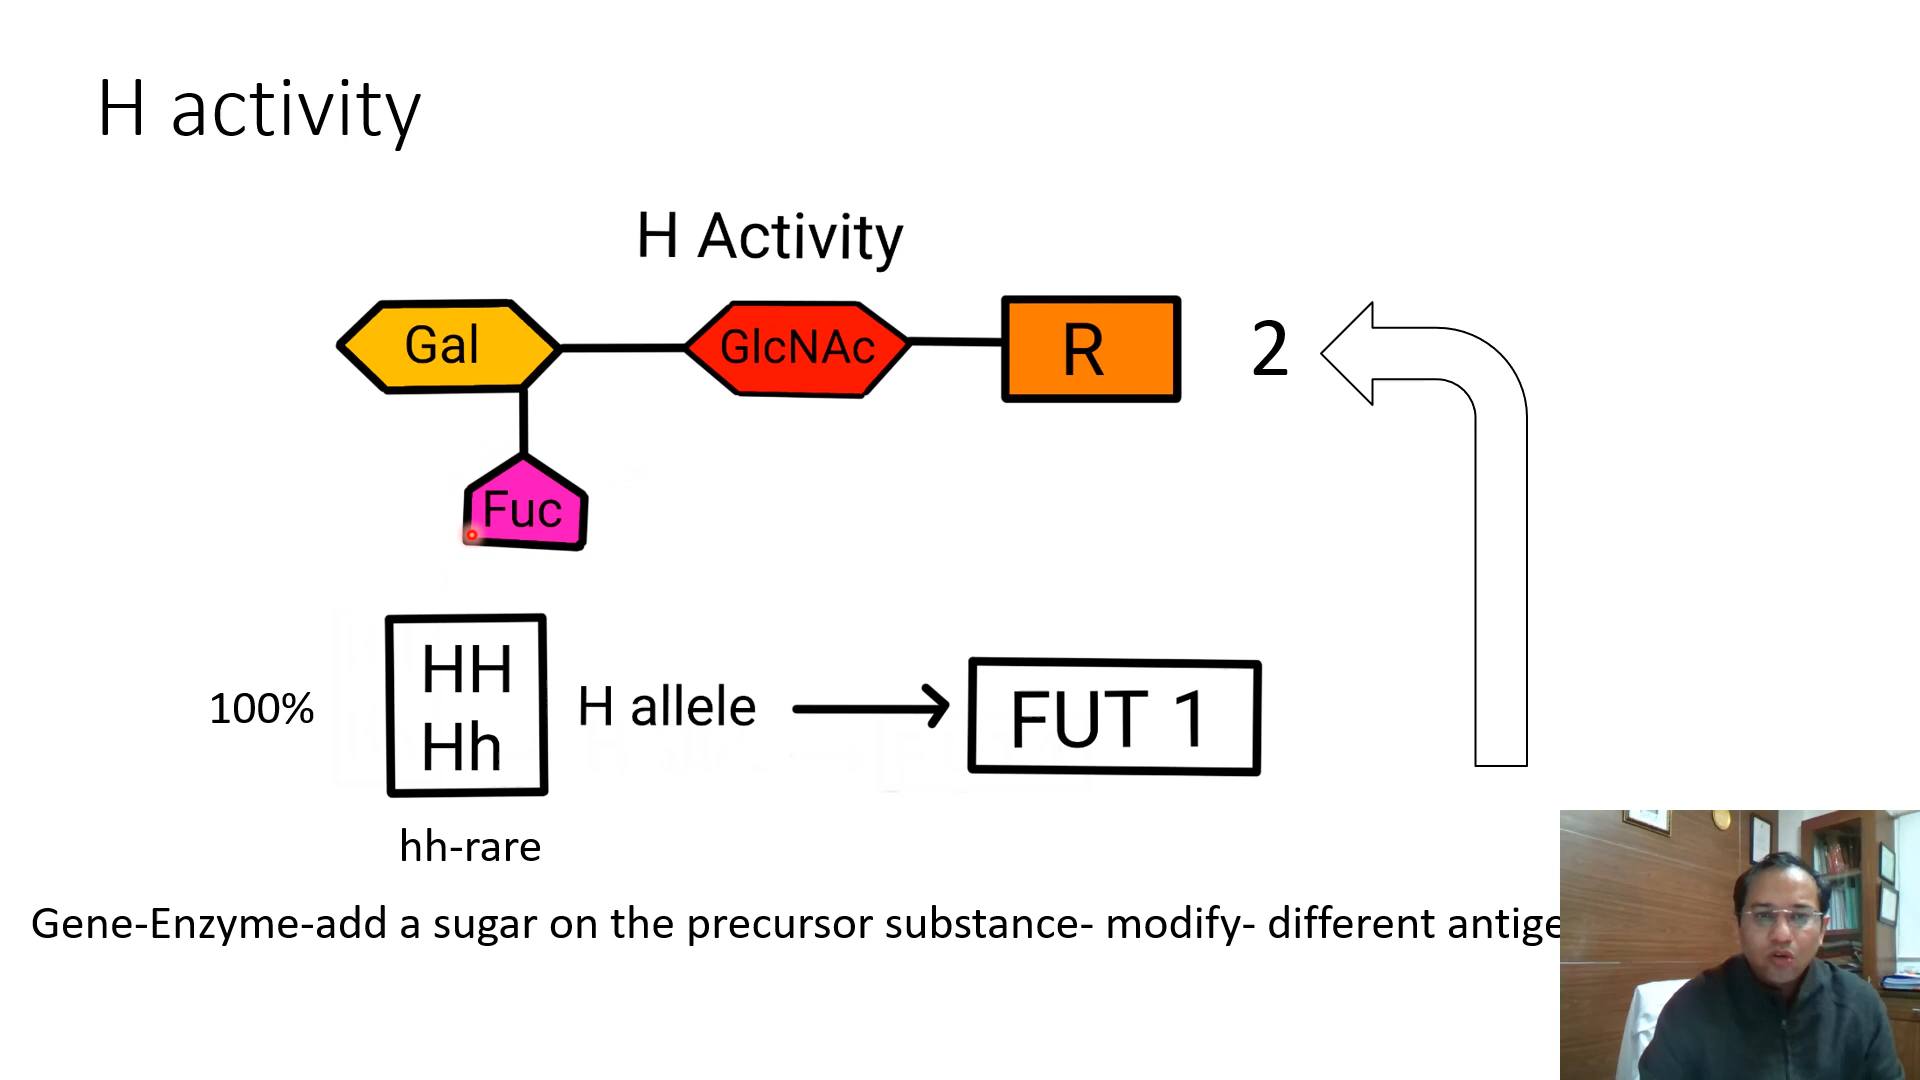 H activity
H Activity
Gal
GlcNAc
R
2
Fuc
HH
Hh
100%
H allele
FUT 1
hh-rare
Gene-Enzyme-add a sugar on the precursor substance- modify- different antige